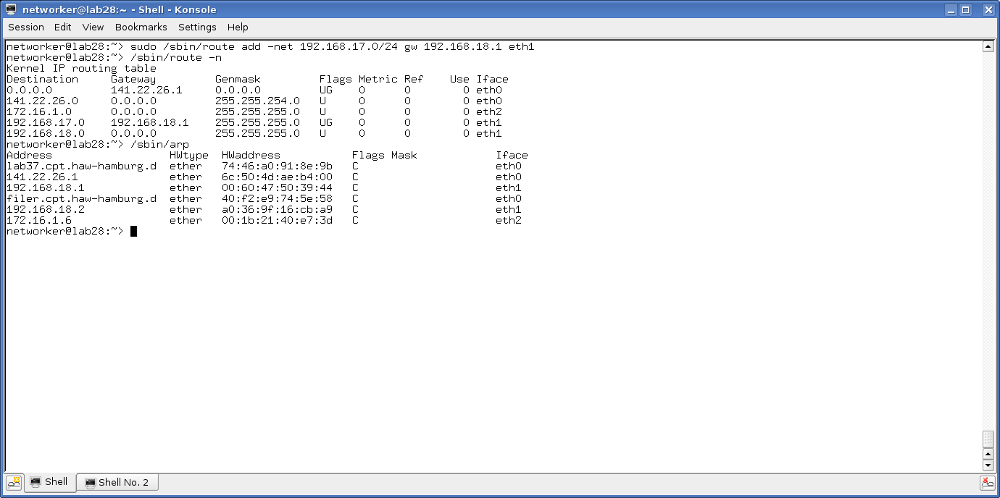 networker@lab28:~ - Shell - Konsole
Session Edit View Bookmarks Settings Help
networker@lab28:~> sudo /sbin/route add -net 192.168.17.0/24 gw 192.168.18.1 eth1
networker@lab28:~> /sbin/route -n
Kernel IP routing table
Destination     Gateway         Genmask         Flags Metric Ref    Use Iface
0.0.0.0         141.22.26.1     0.0.0.0         UG    0      0        0 eth0
141.22.26.0     0.0.0.0         255.255.254.0   U     0      0        0 eth0
172.16.1.0      0.0.0.0         255.255.255.0   U     0      0        0 eth2
192.168.17.0    192.168.18.1    255.255.255.0   UG    0      0        0 eth1
192.168.18.0    0.0.0.0         255.255.255.0   U     0      0        0 eth1
networker@lab28:~> /sbin/arp
Address                  HWtype  HWaddress           Flags Mask            Iface
lab37.cpt.haw-hamburg.d  ether   74:46:a0:91:8e:9b   C                     eth0
141.22.26.1              ether   6c:50:4d:ae:b4:00   C                     eth0
192.168.18.1             ether   00:60:47:50:39:44   C                     eth1
filer.cpt.haw-hamburg.d  ether   40:f2:e9:74:5e:58   C                     eth0
192.168.18.2             ether   a0:36:9f:16:cb:a9   C                     eth1
172.16.1.6               ether   00:1b:21:40:e7:3d   C                     eth2
networker@lab28:~>
Shell Shell No. 2